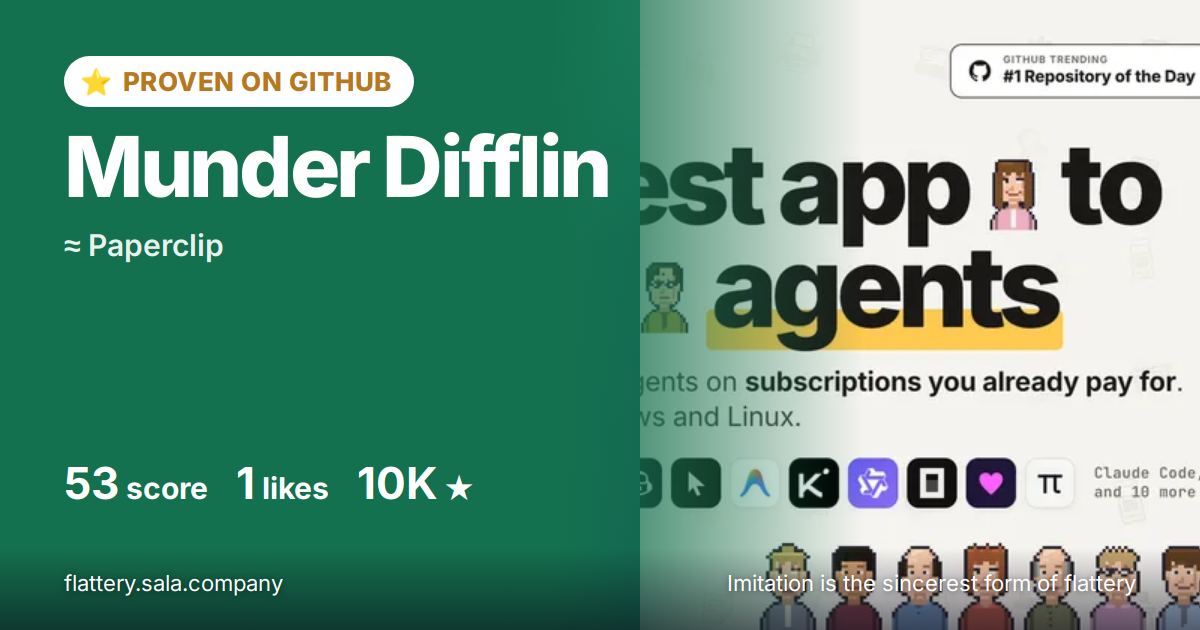 PROVEN ON GITHUB
Munder Difflin
≈ Paperclip
53 score 1 likes 10K ★
flattery.sala.company
GITHUB TRENDING
#1 Repository of the Day
est app to
agents
gents on subscriptions you already pay for.
ws and Linux.
Claude Code,
and 10 more
Imitation is the sincerest form of flattery